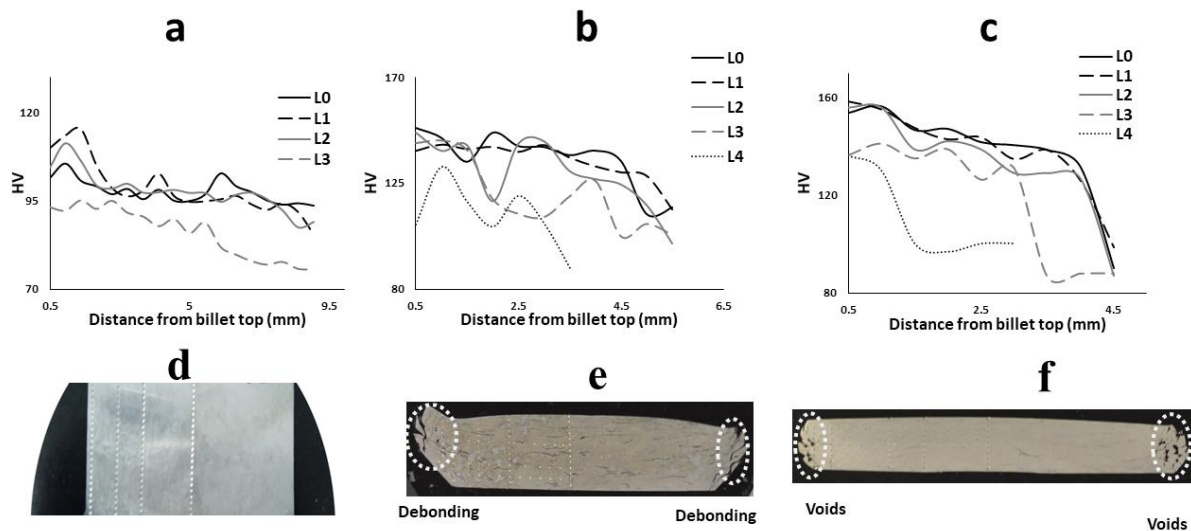 a
120
95
70
HV
L0
L1
L2
L3
0.5
5
9.5
Distance from billet top (mm)
b
170
125
80
HV
L0
L1
L2
L3
L4
0.5
2.5
4.5
6.5
Distance from billet top (mm)
c
160
120
80
HV
L0
L1
L2
L3
L4
0.5
2.5
4.5
Distance from billet top (mm)
d
e
Debonding
Debonding
f
Voids
Voids